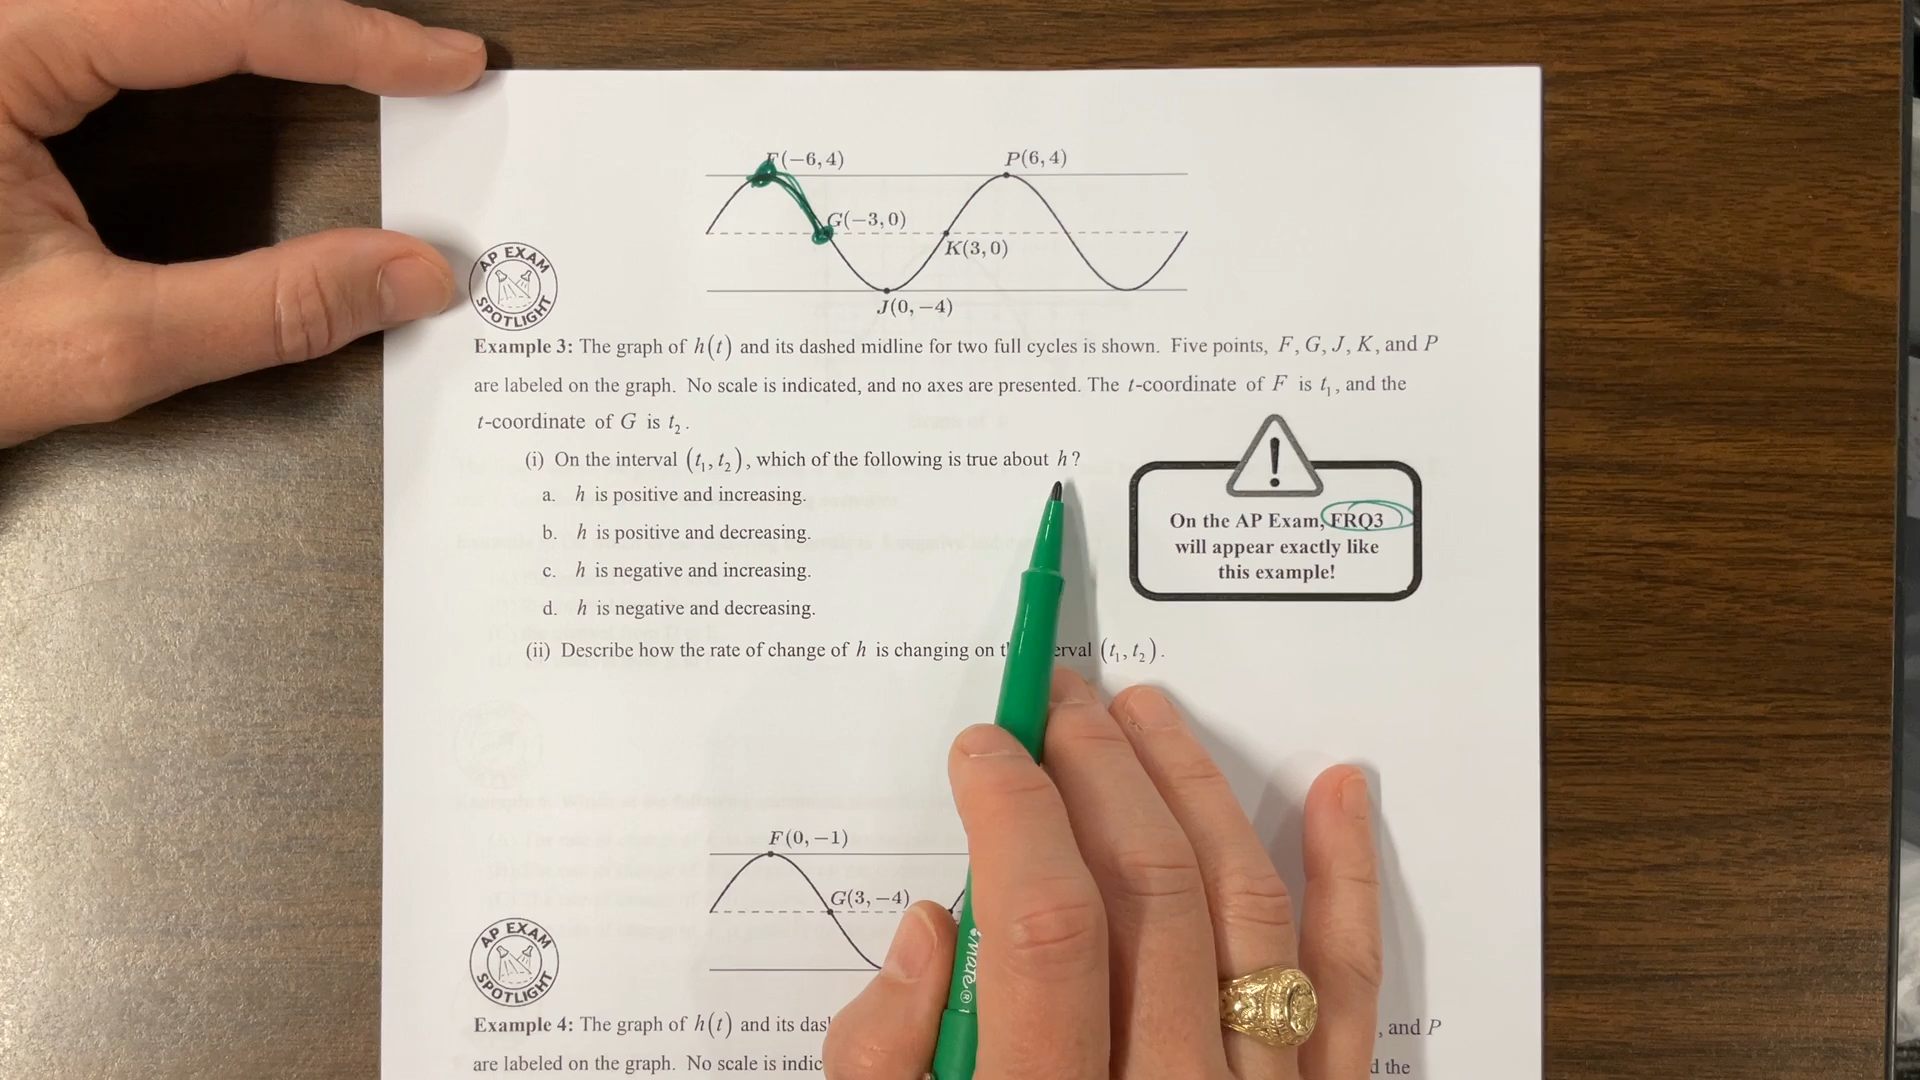 F(−6, 4)
P(6, 4)
G(−3, 0)
K(3, 0)
J(0, −4)
AP EXAM SPOTLIGHT
Example 3: The graph of h(t) and its dashed midline for two full cycles is shown. Five points, F, G, J, K, and P
are labeled on the graph. No scale is indicated, and no axes are presented. The t-coordinate of F is t₁, and the
t-coordinate of G is t₂.
(i) On the interval (t₁, t₂), which of the following is true about h?
a. h is positive and increasing.
b. h is positive and decreasing.
c. h is negative and increasing.
d. h is negative and decreasing.
On the AP Exam, FRQ3
will appear exactly like
this example!
(ii) Describe how the rate of change of h is changing on (t₁, t₂).
F(0, −1)
G(3, −4)
AP EXAM SPOTLIGHT
Example 4: The graph of h(t) and its , and P
are labeled on the graph. No scale is